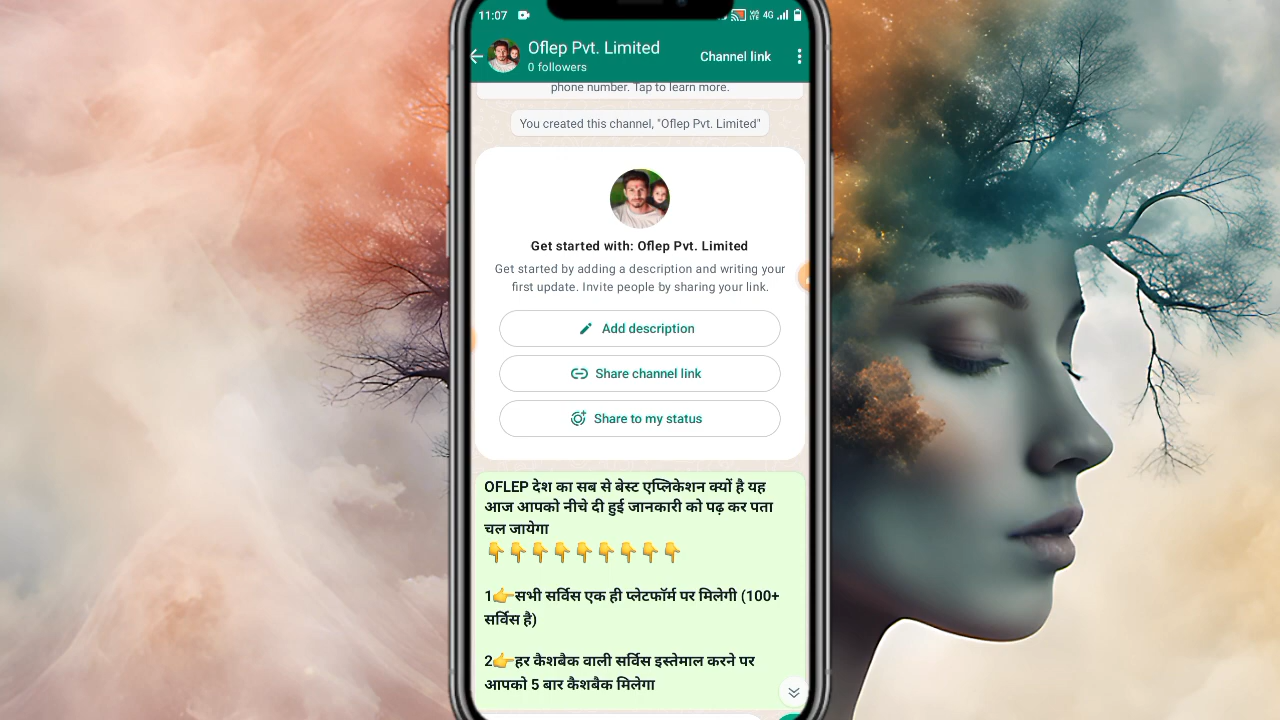 11:07 4G
Oflep Pvt. Limited
0 followers
Channel link
phone number. Tap to learn more.
You created this channel, "Oflep Pvt. Limited"
Get started with: Oflep Pvt. Limited
Get started by adding a description and writing your
first update. Invite people by sharing your link.
Add description
Share channel link
Share to my status
OFLEP देश का सब से बेस्ट एप्लिकेशन क्यों है यह
आज आपको नीचे दी हुई जानकारी को पढ़ कर पता
चल जायेगा
👇👇👇👇👇👇👇👇👇
1👉सभी सर्विस एक ही प्लेटफॉर्म पर मिलेगी (100+
सर्विस है)
2👉हर कैशबैक वाली सर्विस इस्तेमाल करने पर
आपको 5 बार कैशबैक मिलेगा